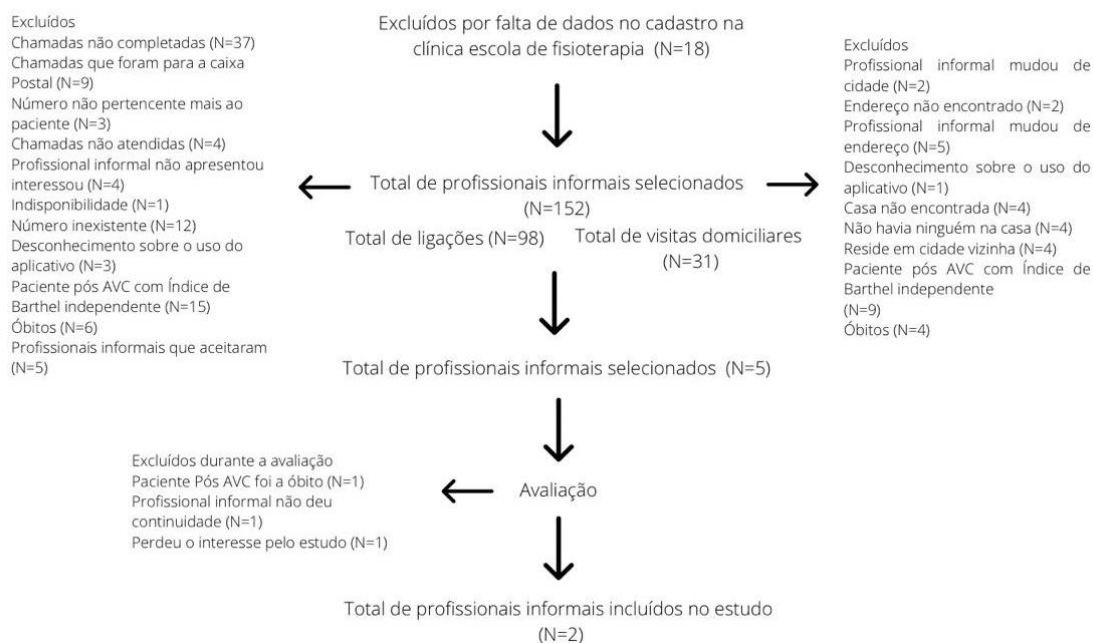 Excluídos por falta de dados no cadastro na
clínica escola de fisioterapia (N=18)
Excluídos
Chamadas não completadas (N=37)
Chamadas que foram para a caixa
Postal (N=9)
Número não pertencente mais ao
paciente (N=3)
Chamadas não atendidas (N=4)
Profissional informal não apresentou
interessou (N=4)
Indisponibilidade (N=1)
Número inexistente (N=12)
Desconhecimento sobre o uso do
aplicativo (N=3)
Paciente pós AVC com Índice de
Barthel independente (N=15)
Óbitos (N=6)
Profissionais informais que aceitaram
(N=5)
Total de profissionais informais selecionados
(N=152)
Total de ligações (N=98)
Total de visitas domiciliares
(N=31)
Excluídos
Profissional informal mudou de
cidade (N=2)
Endereço não encontrado (N=2)
Profissional informal mudou de
endereço (N=5)
Desconhecimento sobre o uso do
aplicativo (N=1)
Casa não encontrada (N=4)
Não havia ninguém na casa (N=4)
Reside em cidade vizinha (N=4)
Paciente pós AVC com Índice de
Barthel independente
(N=9)
Óbitos (N=4)
Total de profissionais informais selecionados (N=5)
Excluídos durante a avaliação
Paciente Pós AVC foi a óbito (N=1)
Profissional informal não deu
continuidade (N=1)
Perdeu o interesse pelo estudo (N=1)
Avaliação
Total de profissionais informais incluídos no estudo
(N=2)